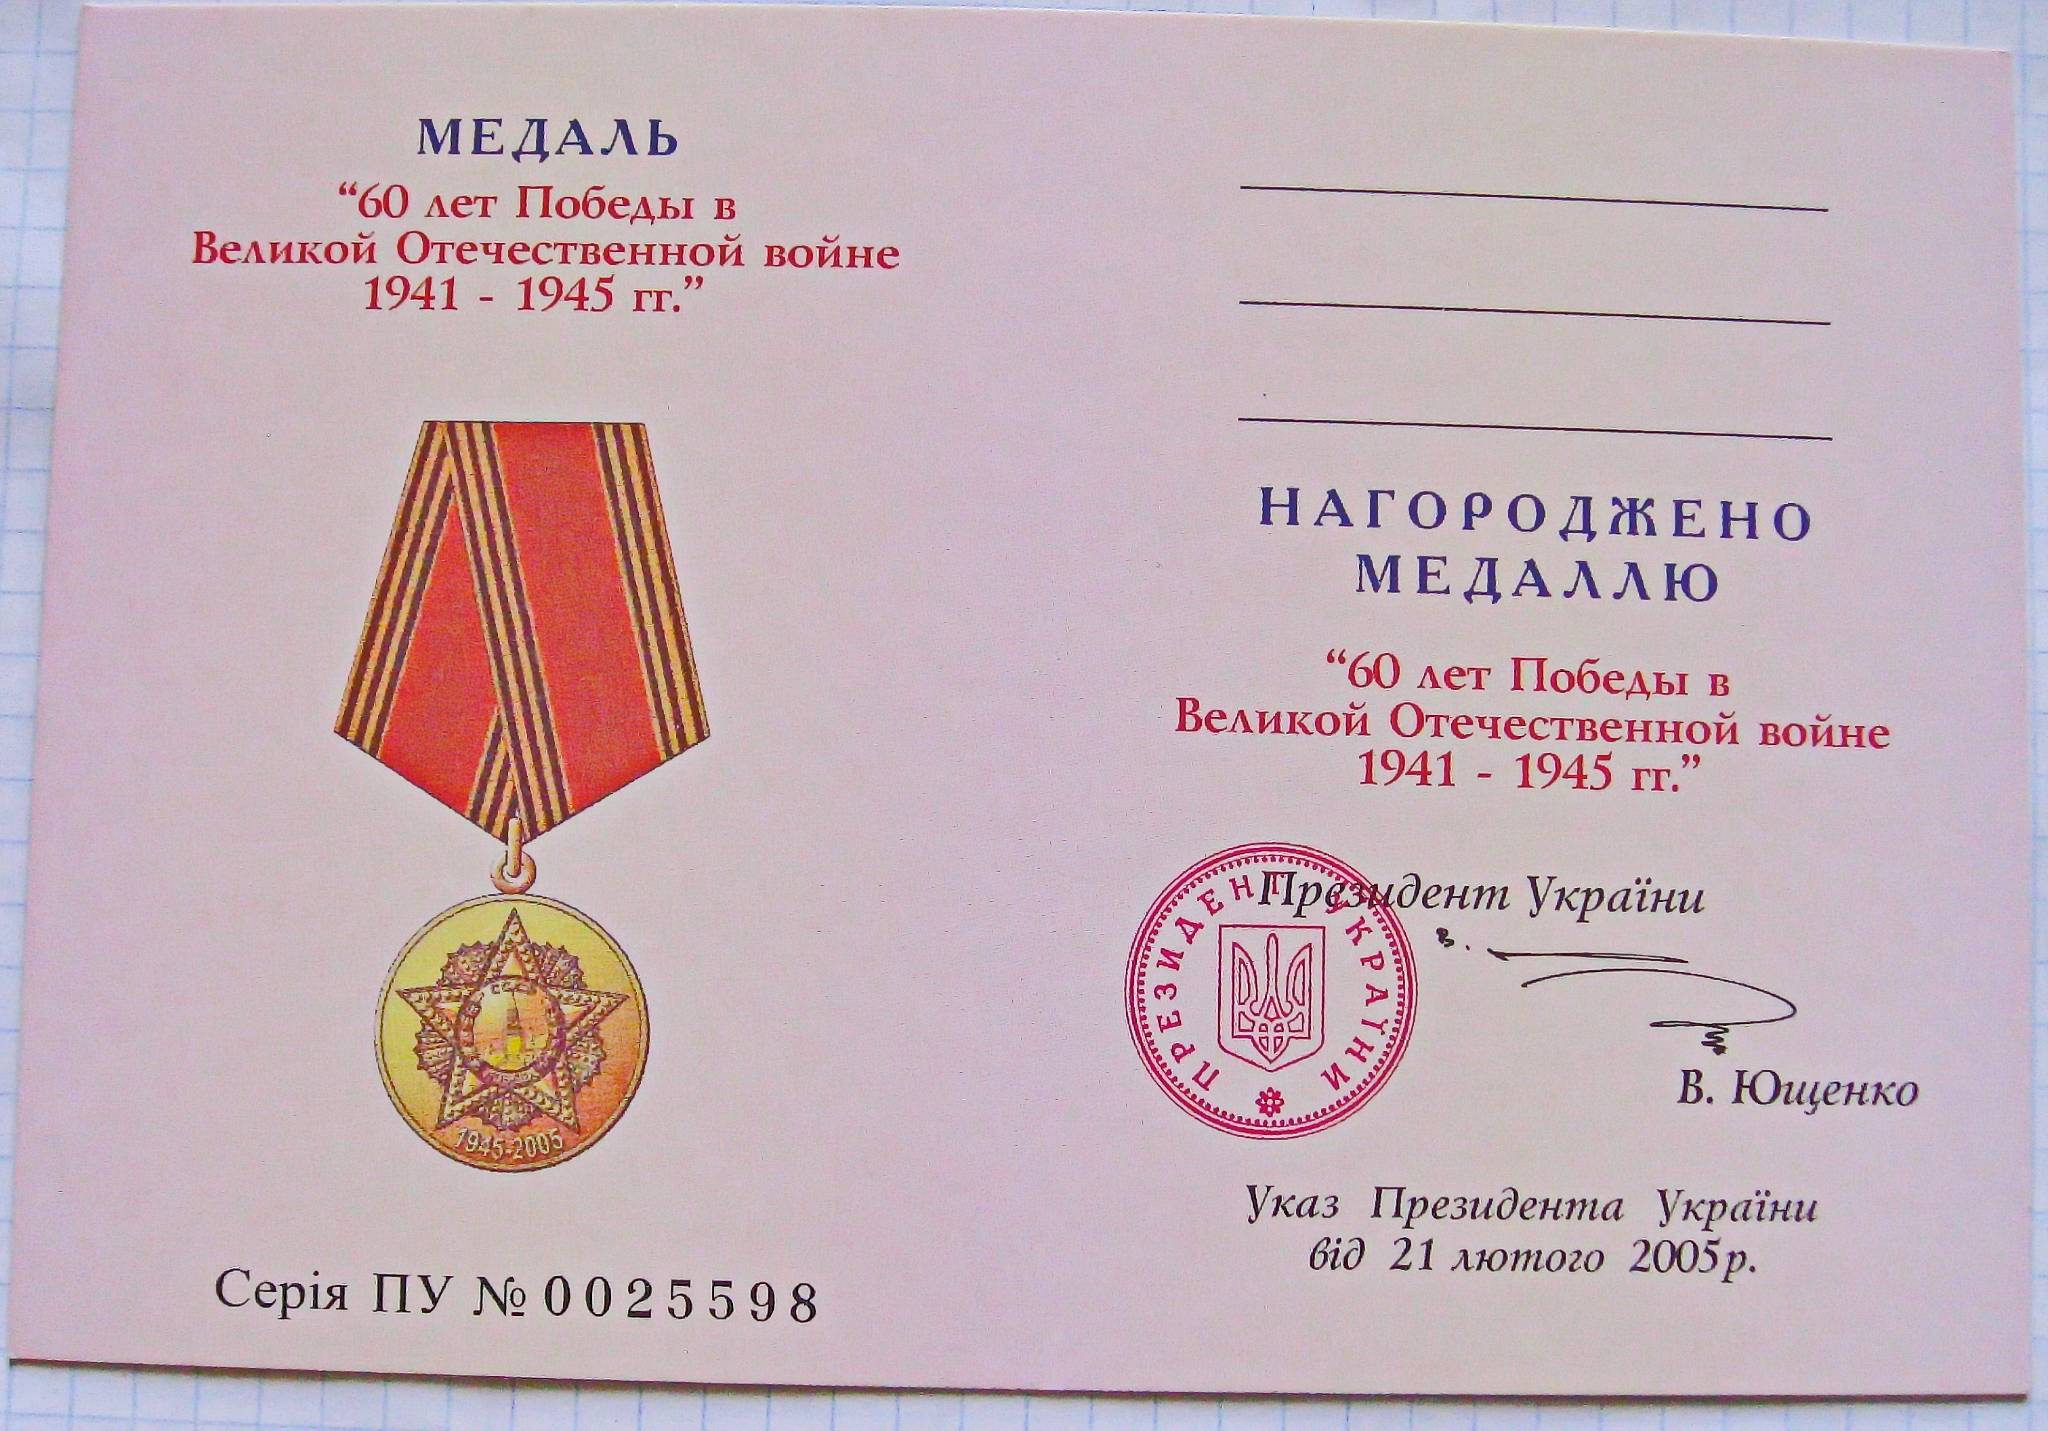 МЕДАЛЬ
“60 лет Победы в
Великой Отечественной войне
1941 - 1945 гг.”
СССР
1945-2005
Серія ПУ № 0025598
НАГОРОДЖЕНО
МЕДАЛЛЮ
“60 лет Победы в
Великой Отечественной войне
1941 - 1945 гг.”
Президент України
ПРЕЗИДЕНТ УКРАЇНИ
В. Ющенко
Указ Президента України
від 21 лютого 2005р.